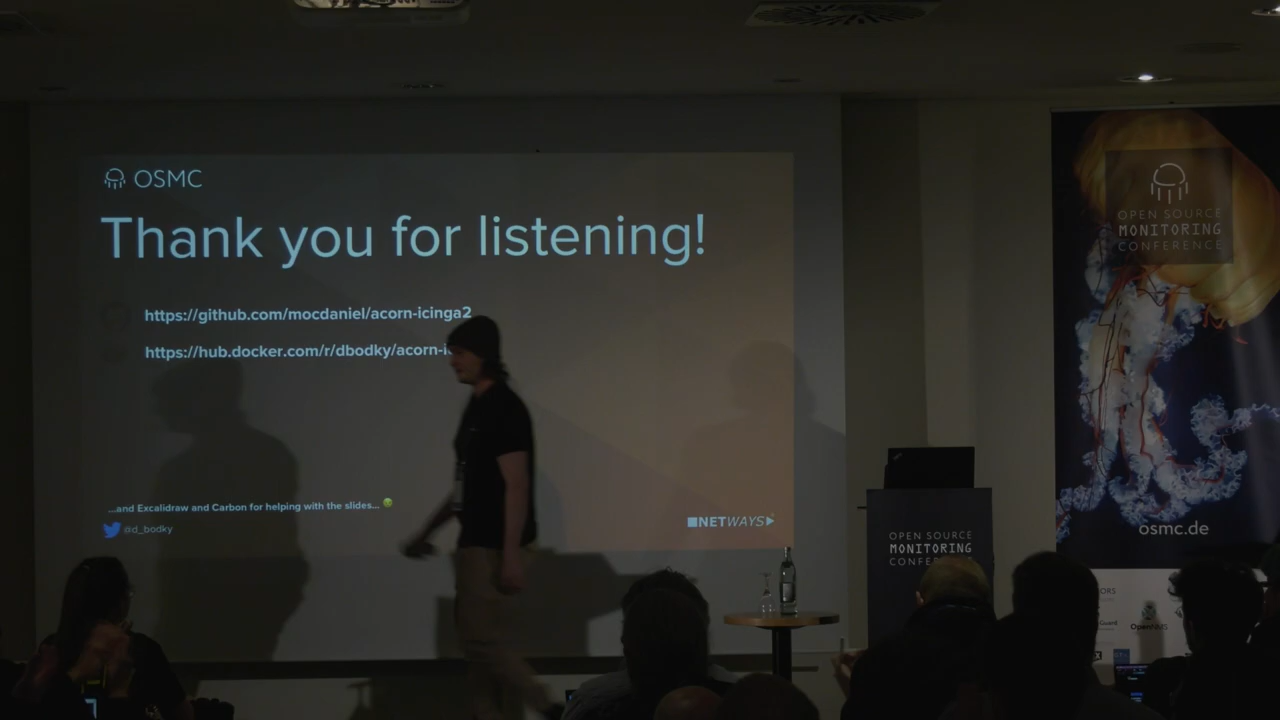 OSMC
Thank you for listening!
https://github.com/mocdaniel/acorn-icinga2
https://hub.docker.com/r/dbodky/acorn-
...and Excalidraw and Carbon for helping with the slides...
@d_bodky
NETWAYS
OPEN SOURCE
MONITORING
CONFERENCE
osmc.de
OPEN SOURCE
MONITORING
OpenNMS